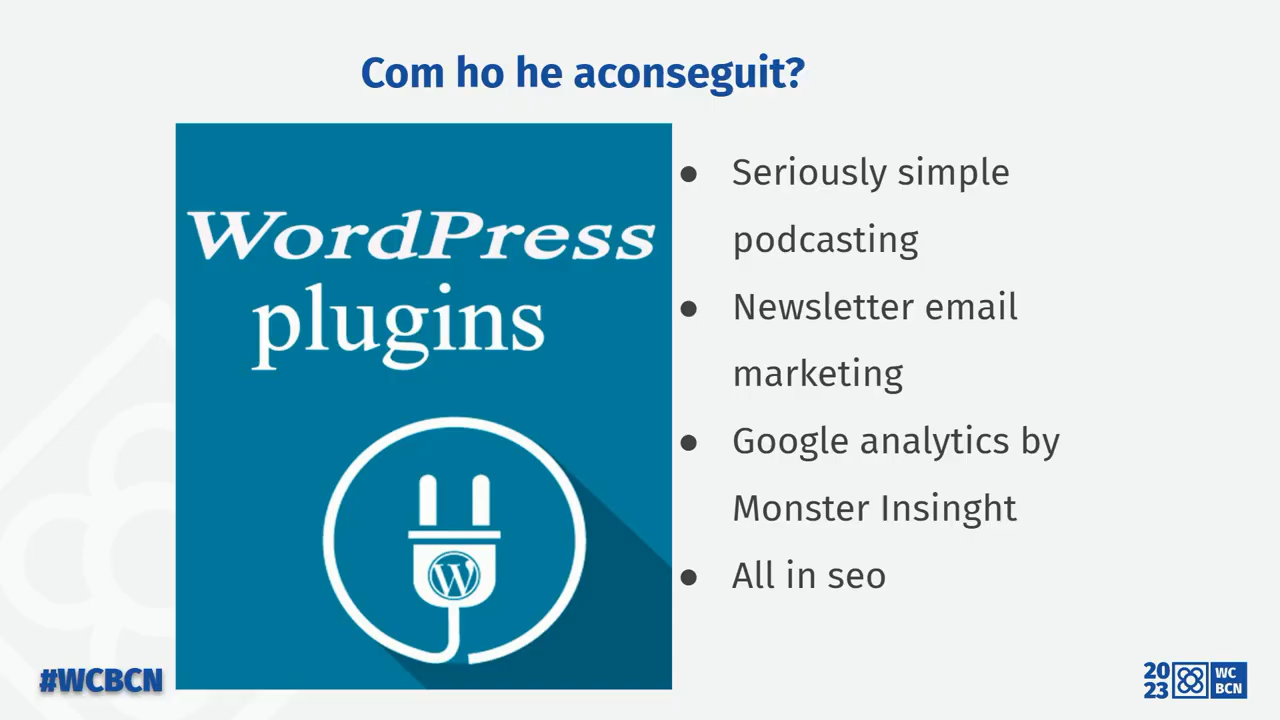 Com ho he aconseguit?
WordPress
plugins
● Seriously simple
podcasting
● Newsletter email
marketing
● Google analytics by
Monster Insinght
● All in seo
#WCBCN
20
23
WC
BCN